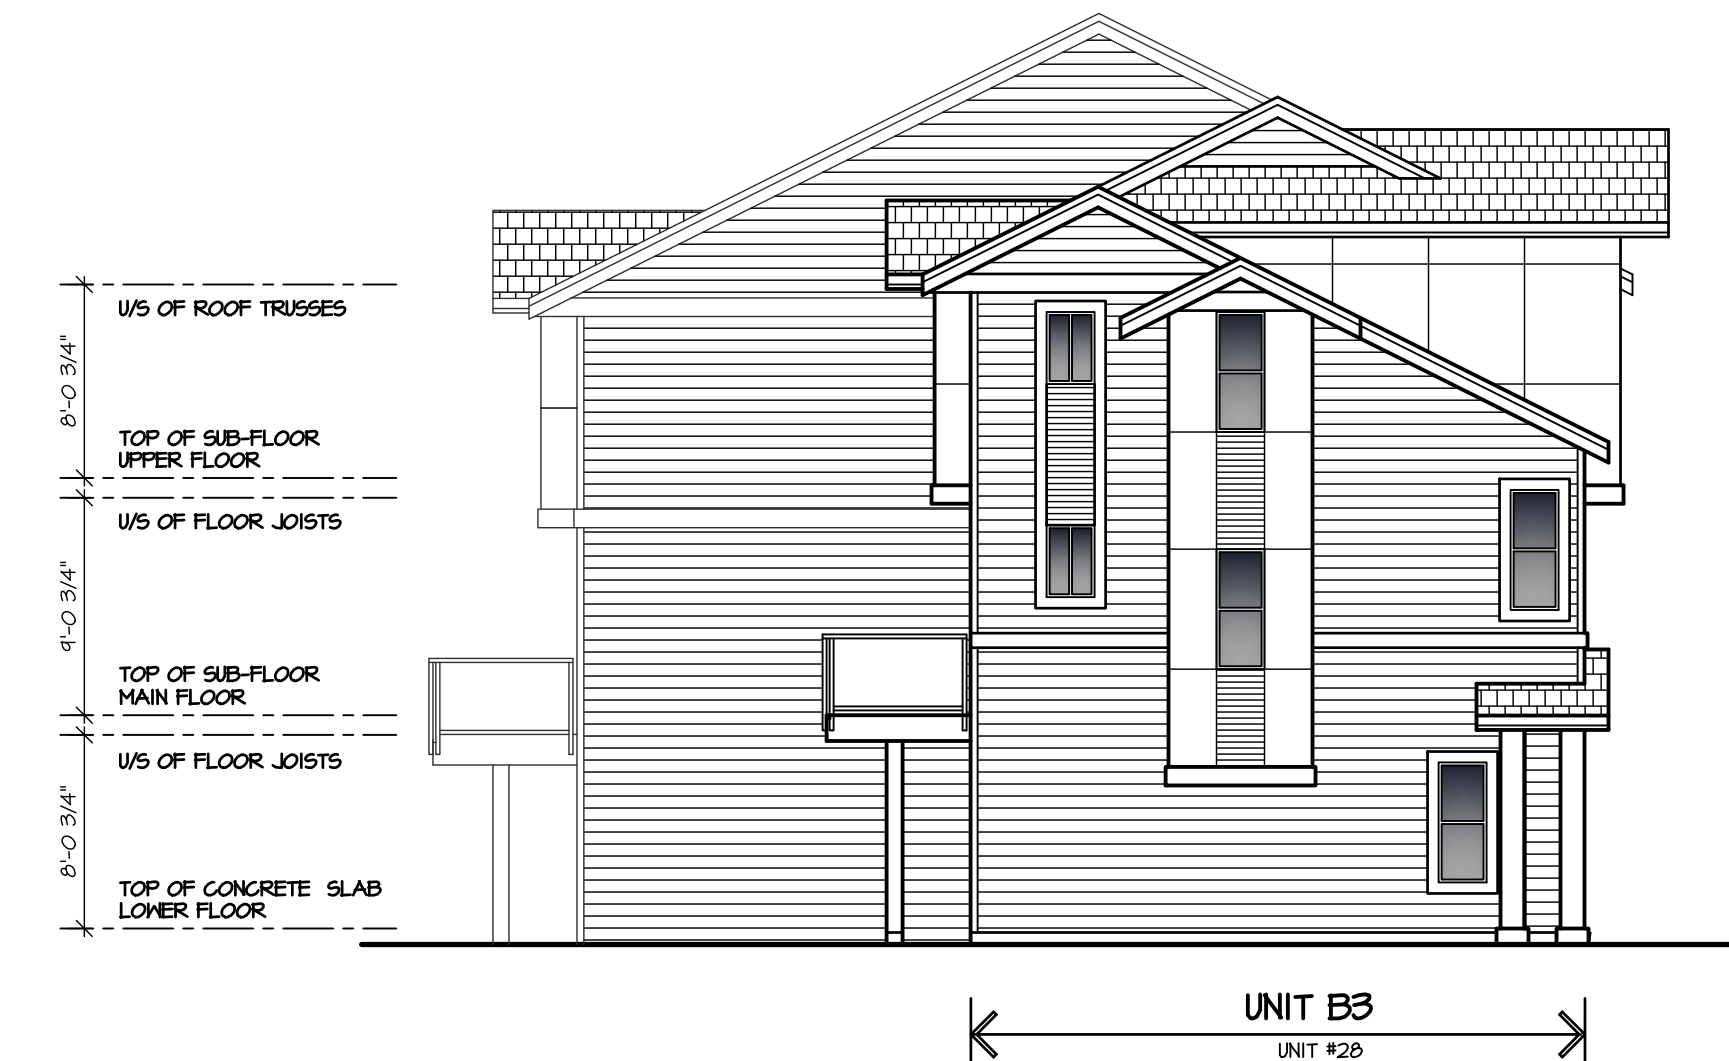 U/S OF ROOF TRUSSES
8'-0 3/4"
TOP OF SUB-FLOOR
UPPER FLOOR
U/S OF FLOOR JOISTS
9'-0 3/4"
TOP OF SUB-FLOOR
MAIN FLOOR
U/S OF FLOOR JOISTS
8'-0 3/4"
TOP OF CONCRETE SLAB
LOWER FLOOR
UNIT B3
UNIT #28